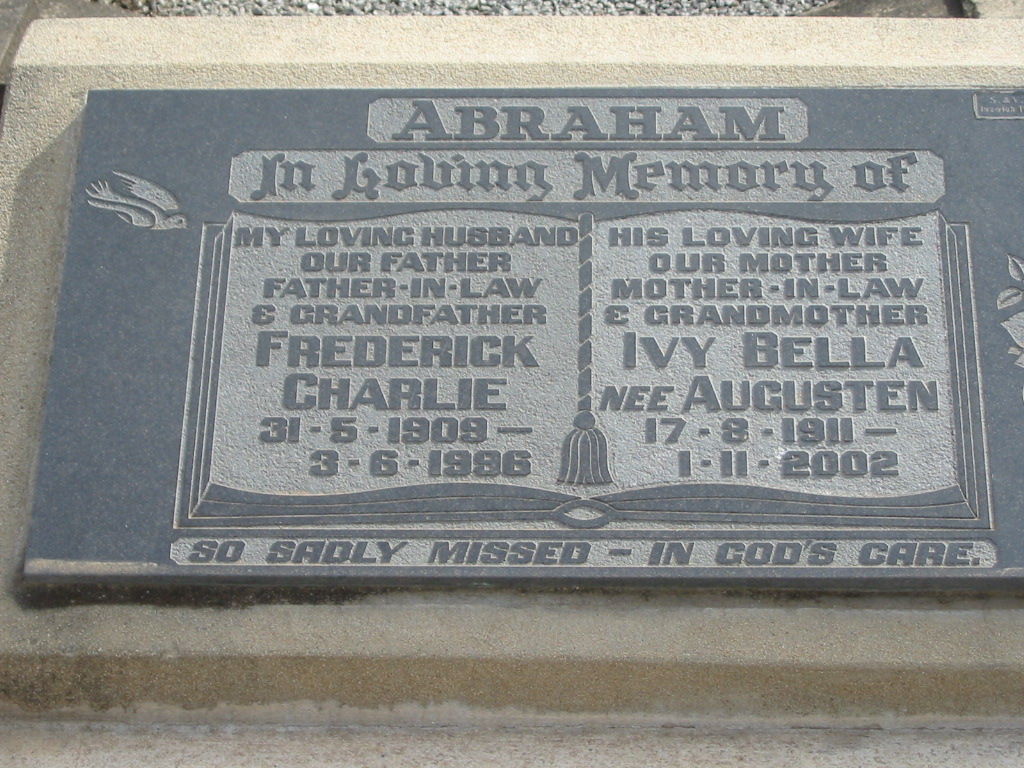 ABRAHAM
In Loving Memory of
MY LOVING HUSBAND
OUR FATHER
FATHER-IN-LAW
& GRANDFATHER
FREDERICK
CHARLIE
31-5-1909 —
3-6-1996
HIS LOVING WIFE
OUR MOTHER
MOTHER-IN-LAW
& GRANDMOTHER
IVY BELLA
NEE AUGUSTEN
17-8-1911 —
1-11-2002
SO SADLY MISSED — IN GOD'S CARE.